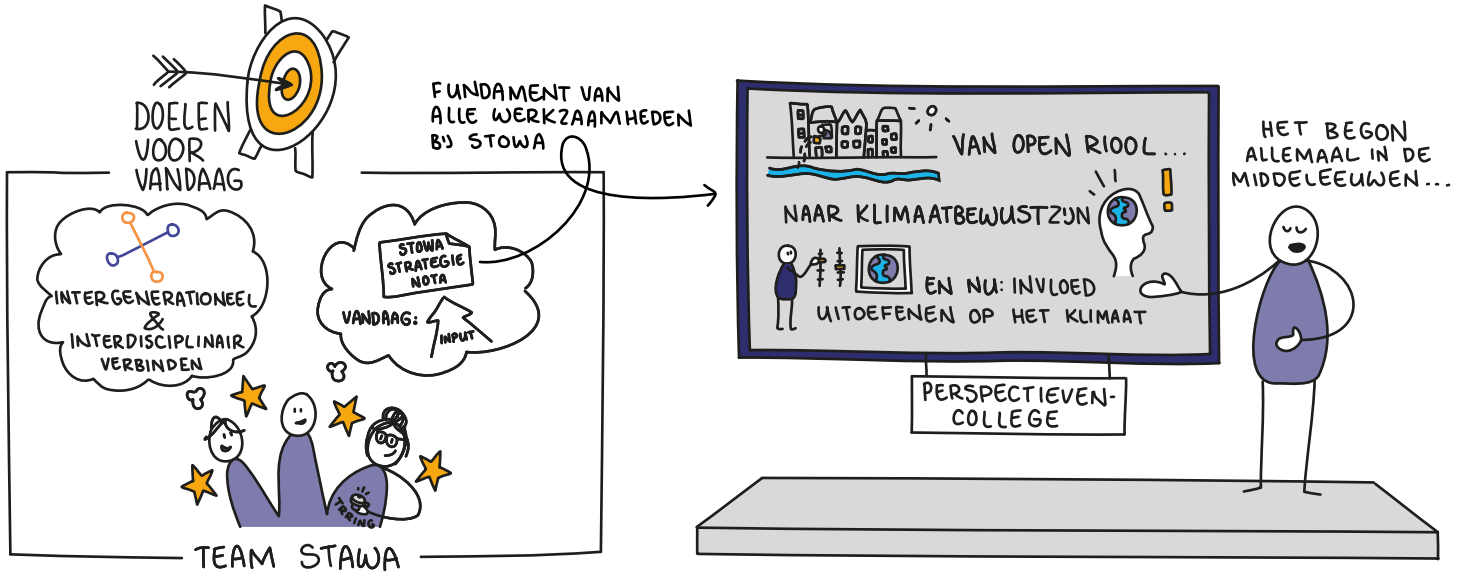 DOELEN
VOOR
VANDAAG
INTERGENERATIONEEL
&
INTERDISCIPLINAIR
VERBINDEN
STOWA
STRATEGIE
NOTA
VANDAAG:
INPUT
TRRING
TEAM STAWA
FUNDAMENT VAN
ALLE WERKZAAMHEDEN
BIJ STOWA
VAN OPEN RIOOL...
NAAR KLIMAATBEWUSTZIJN
!
EN NU: INVLOED
UITOEFENEN OP HET KLIMAAT
PERSPECTIEVEN-
COLLEGE
HET BEGON
ALLEMAAL IN DE
MIDDELEEUWEN...